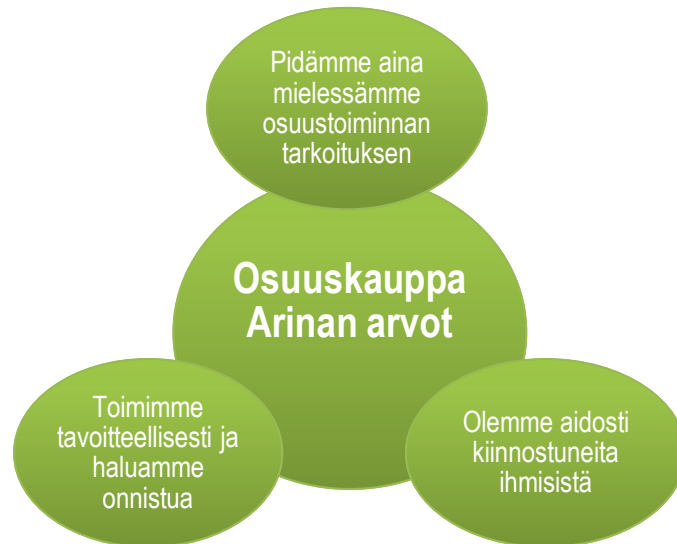 Pidämme aina
mielessämme
osuustoiminnan
tarkoituksen
Osuuskauppa
Arinan arvot
Toimimme
tavoitteellisesti ja
haluamme
onnistua
Olemme aidosti
kiinnostuneita
ihmisistä